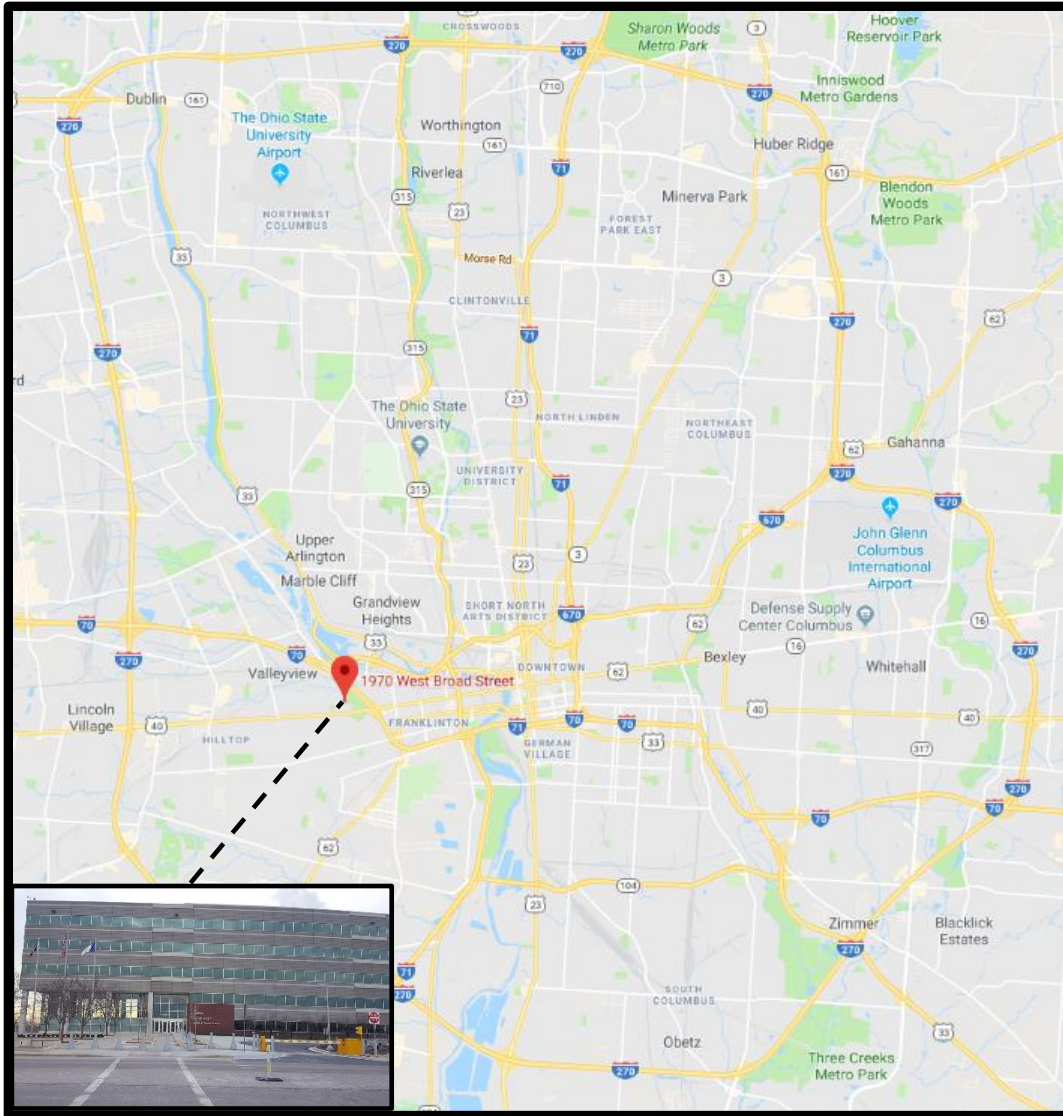 CROSSWOODS
Sharon Woods
Metro Park
3
Hoover
Reservoir Park
270
270
710
270
Inniswood
Metro Gardens
Dublin
161
270
The Ohio State
University
Airport
Worthington
161
Huber Ridge
71
161
Riverlea
315
23
Minerva Park
Blendon
Woods
Metro Park
NORTHWEST
COLUMBUS
FOREST
PARK EAST
33
Morse Rd
3
CLINTONVILLE
62
270
71
315
270
rd
The Ohio State
University
23
NORTH LINDEN
NORTHEAST
COLUMBUS
Gahanna
62
270
UNIVERSITY
DISTRICT
71
315
33
270
670
John Glenn
Columbus
International
Airport
Upper
Arlington
Marble Cliff
3
23
Grandview
Heights
SHORT NORTH
ARTS DISTRICT
670
Defense Supply
Center Columbus
16
70
62
33
16
270
270
70
Valleyview
1970 West Broad Street
DOWNTOWN
62
Bexley
Whitehall
Lincoln
Village
40
HILLTOP
FRANKLINTON
71
70
70
40
40
GERMAN
VILLAGE
33
317
270
70
70
62
104
23
Zimmer
270
Blacklick
Estates
71
270
SOUTH
COLUMBUS
33
Obetz
270
Three Creeks
Metro Park